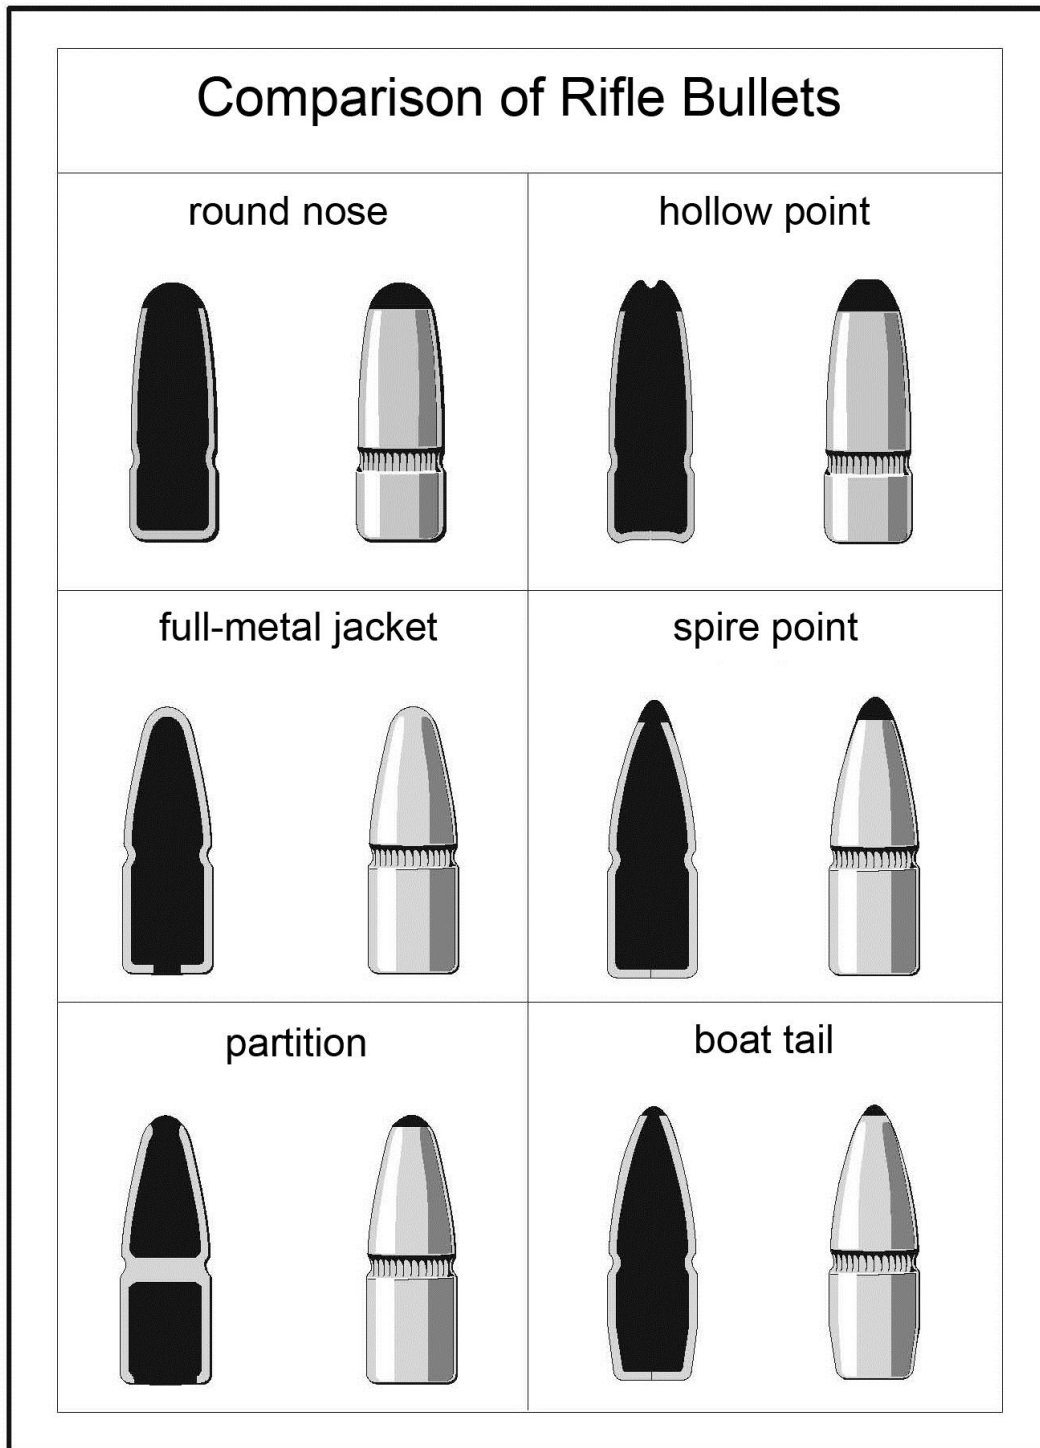 Comparison of Rifle Bullets
round nose
hollow point
full-metal jacket
spire point
partition
boat tail